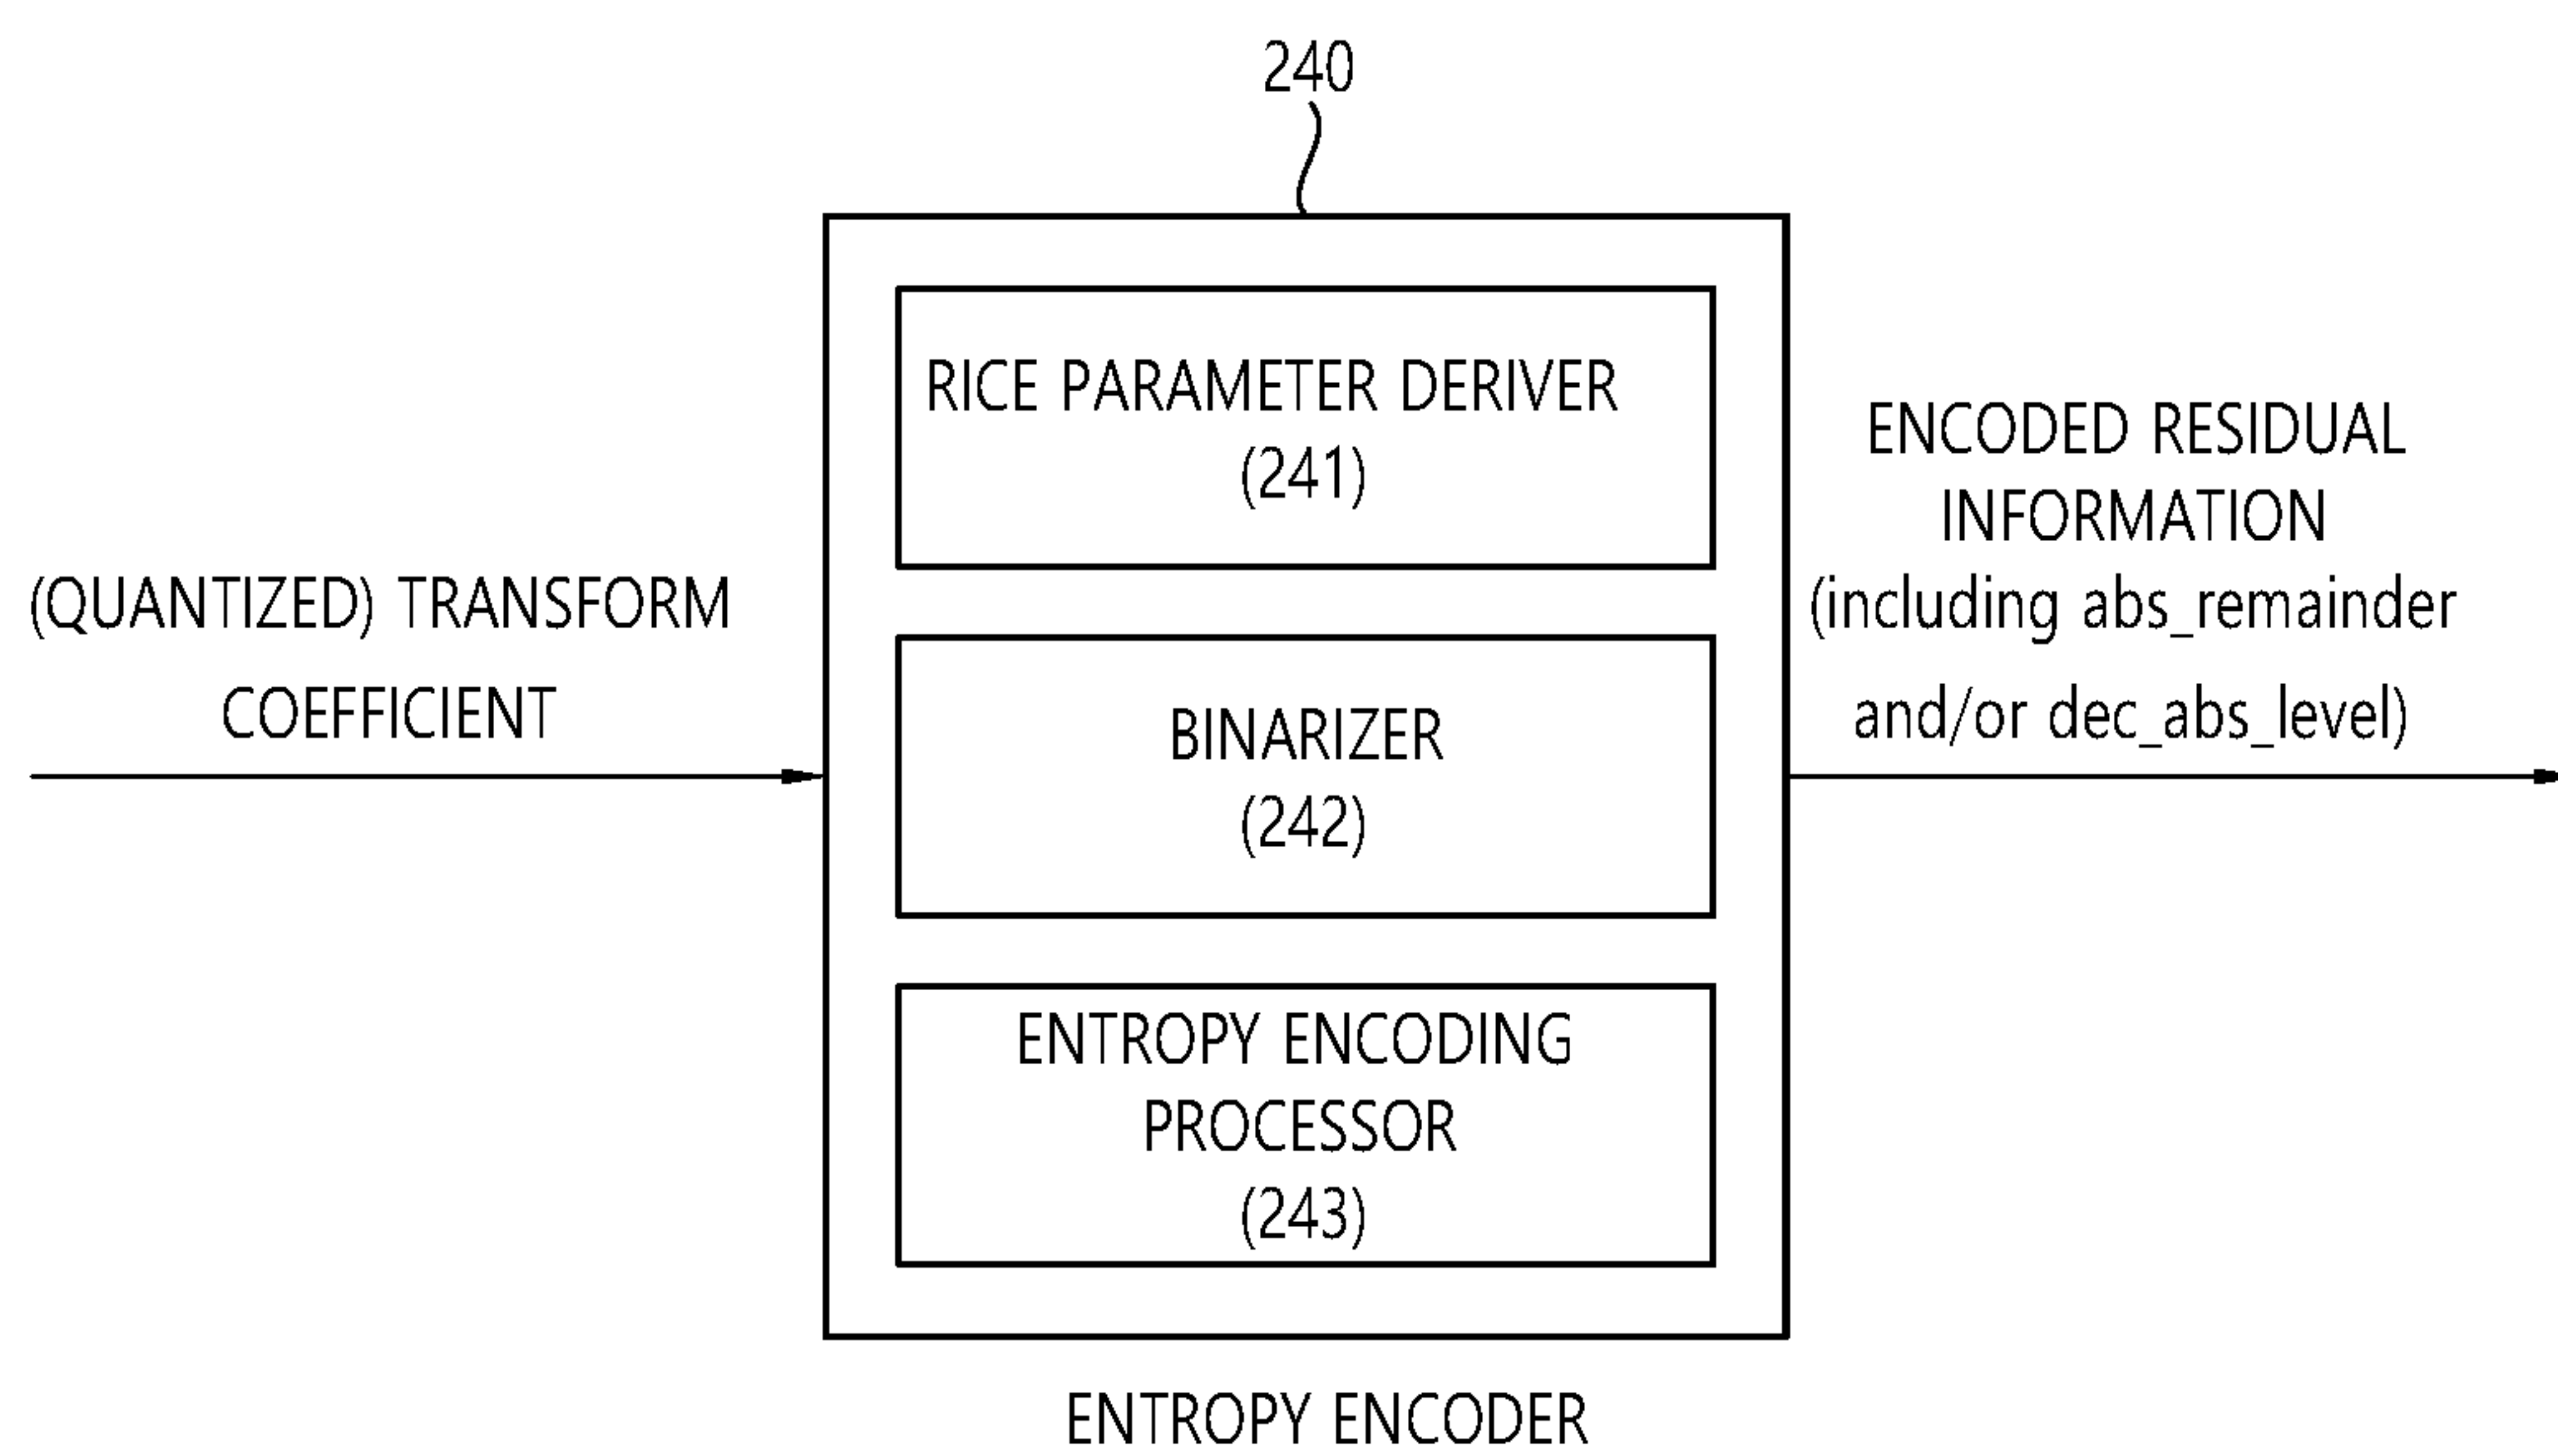 240
RICE PARAMETER DERIVER
(241)
(QUANTIZED) TRANSFORM
COEFFICIENT
BINARIZER
(242)
ENTROPY ENCODING
PROCESSOR
(243)
ENCODED RESIDUAL
INFORMATION
(including abs_remainder
and/or dec_abs_level)
ENTROPY ENCODER